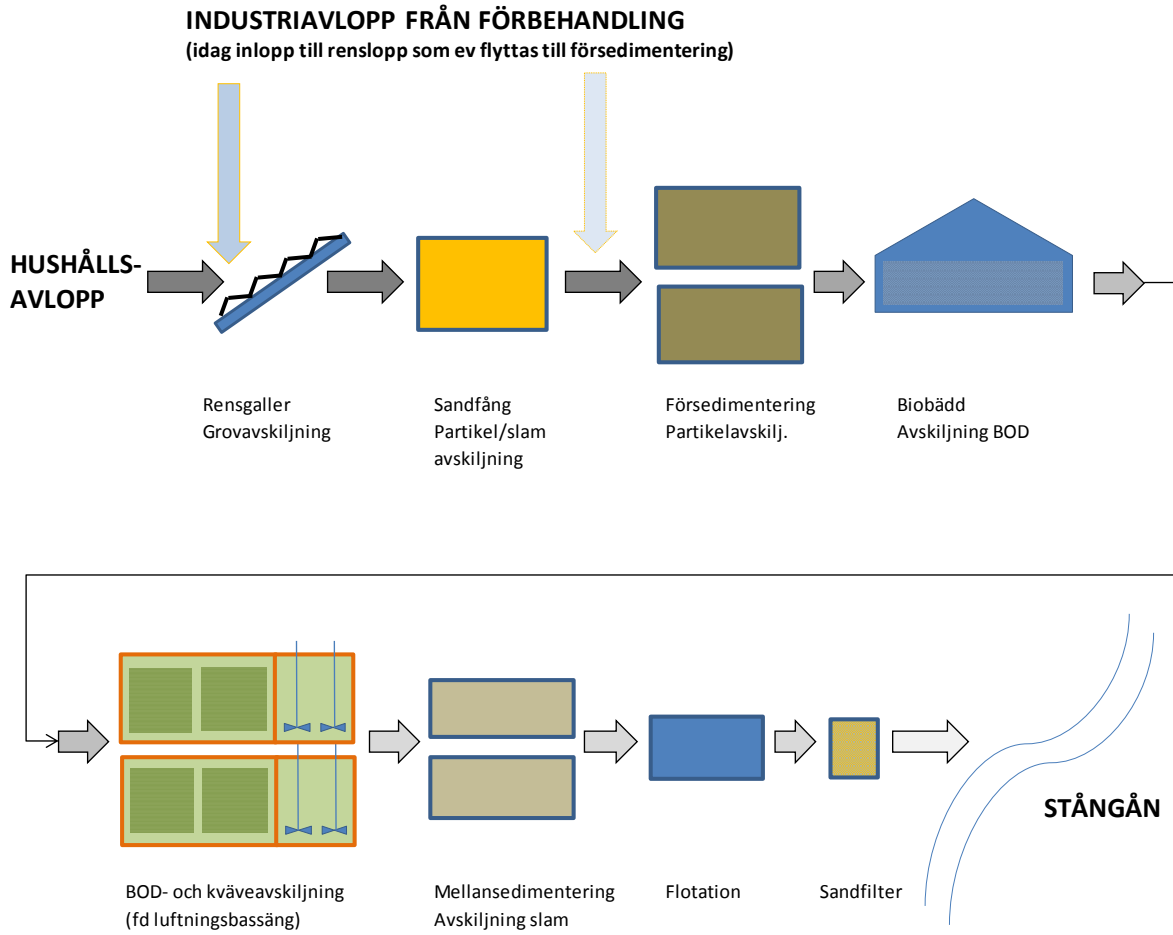 INDUSTRIAVLOPP FRÅN FÖRBEHANDLING
(idag inlopp till renslopp som ev flyttas till försedimentering)
HUSHÅLLS-
AVLOPP
Rensgaller
Grovavskiljning
Sandfång
Partikel/slam
avskiljning
Försedimentering
Partikelavskilj.
Biobädd
Avskiljning BOD
STÅNGÅN
BOD- och kväveavskiljning
(fd luftningsbassäng)
Mellansedimentering
Avskiljning slam
Flotation
Sandfilter